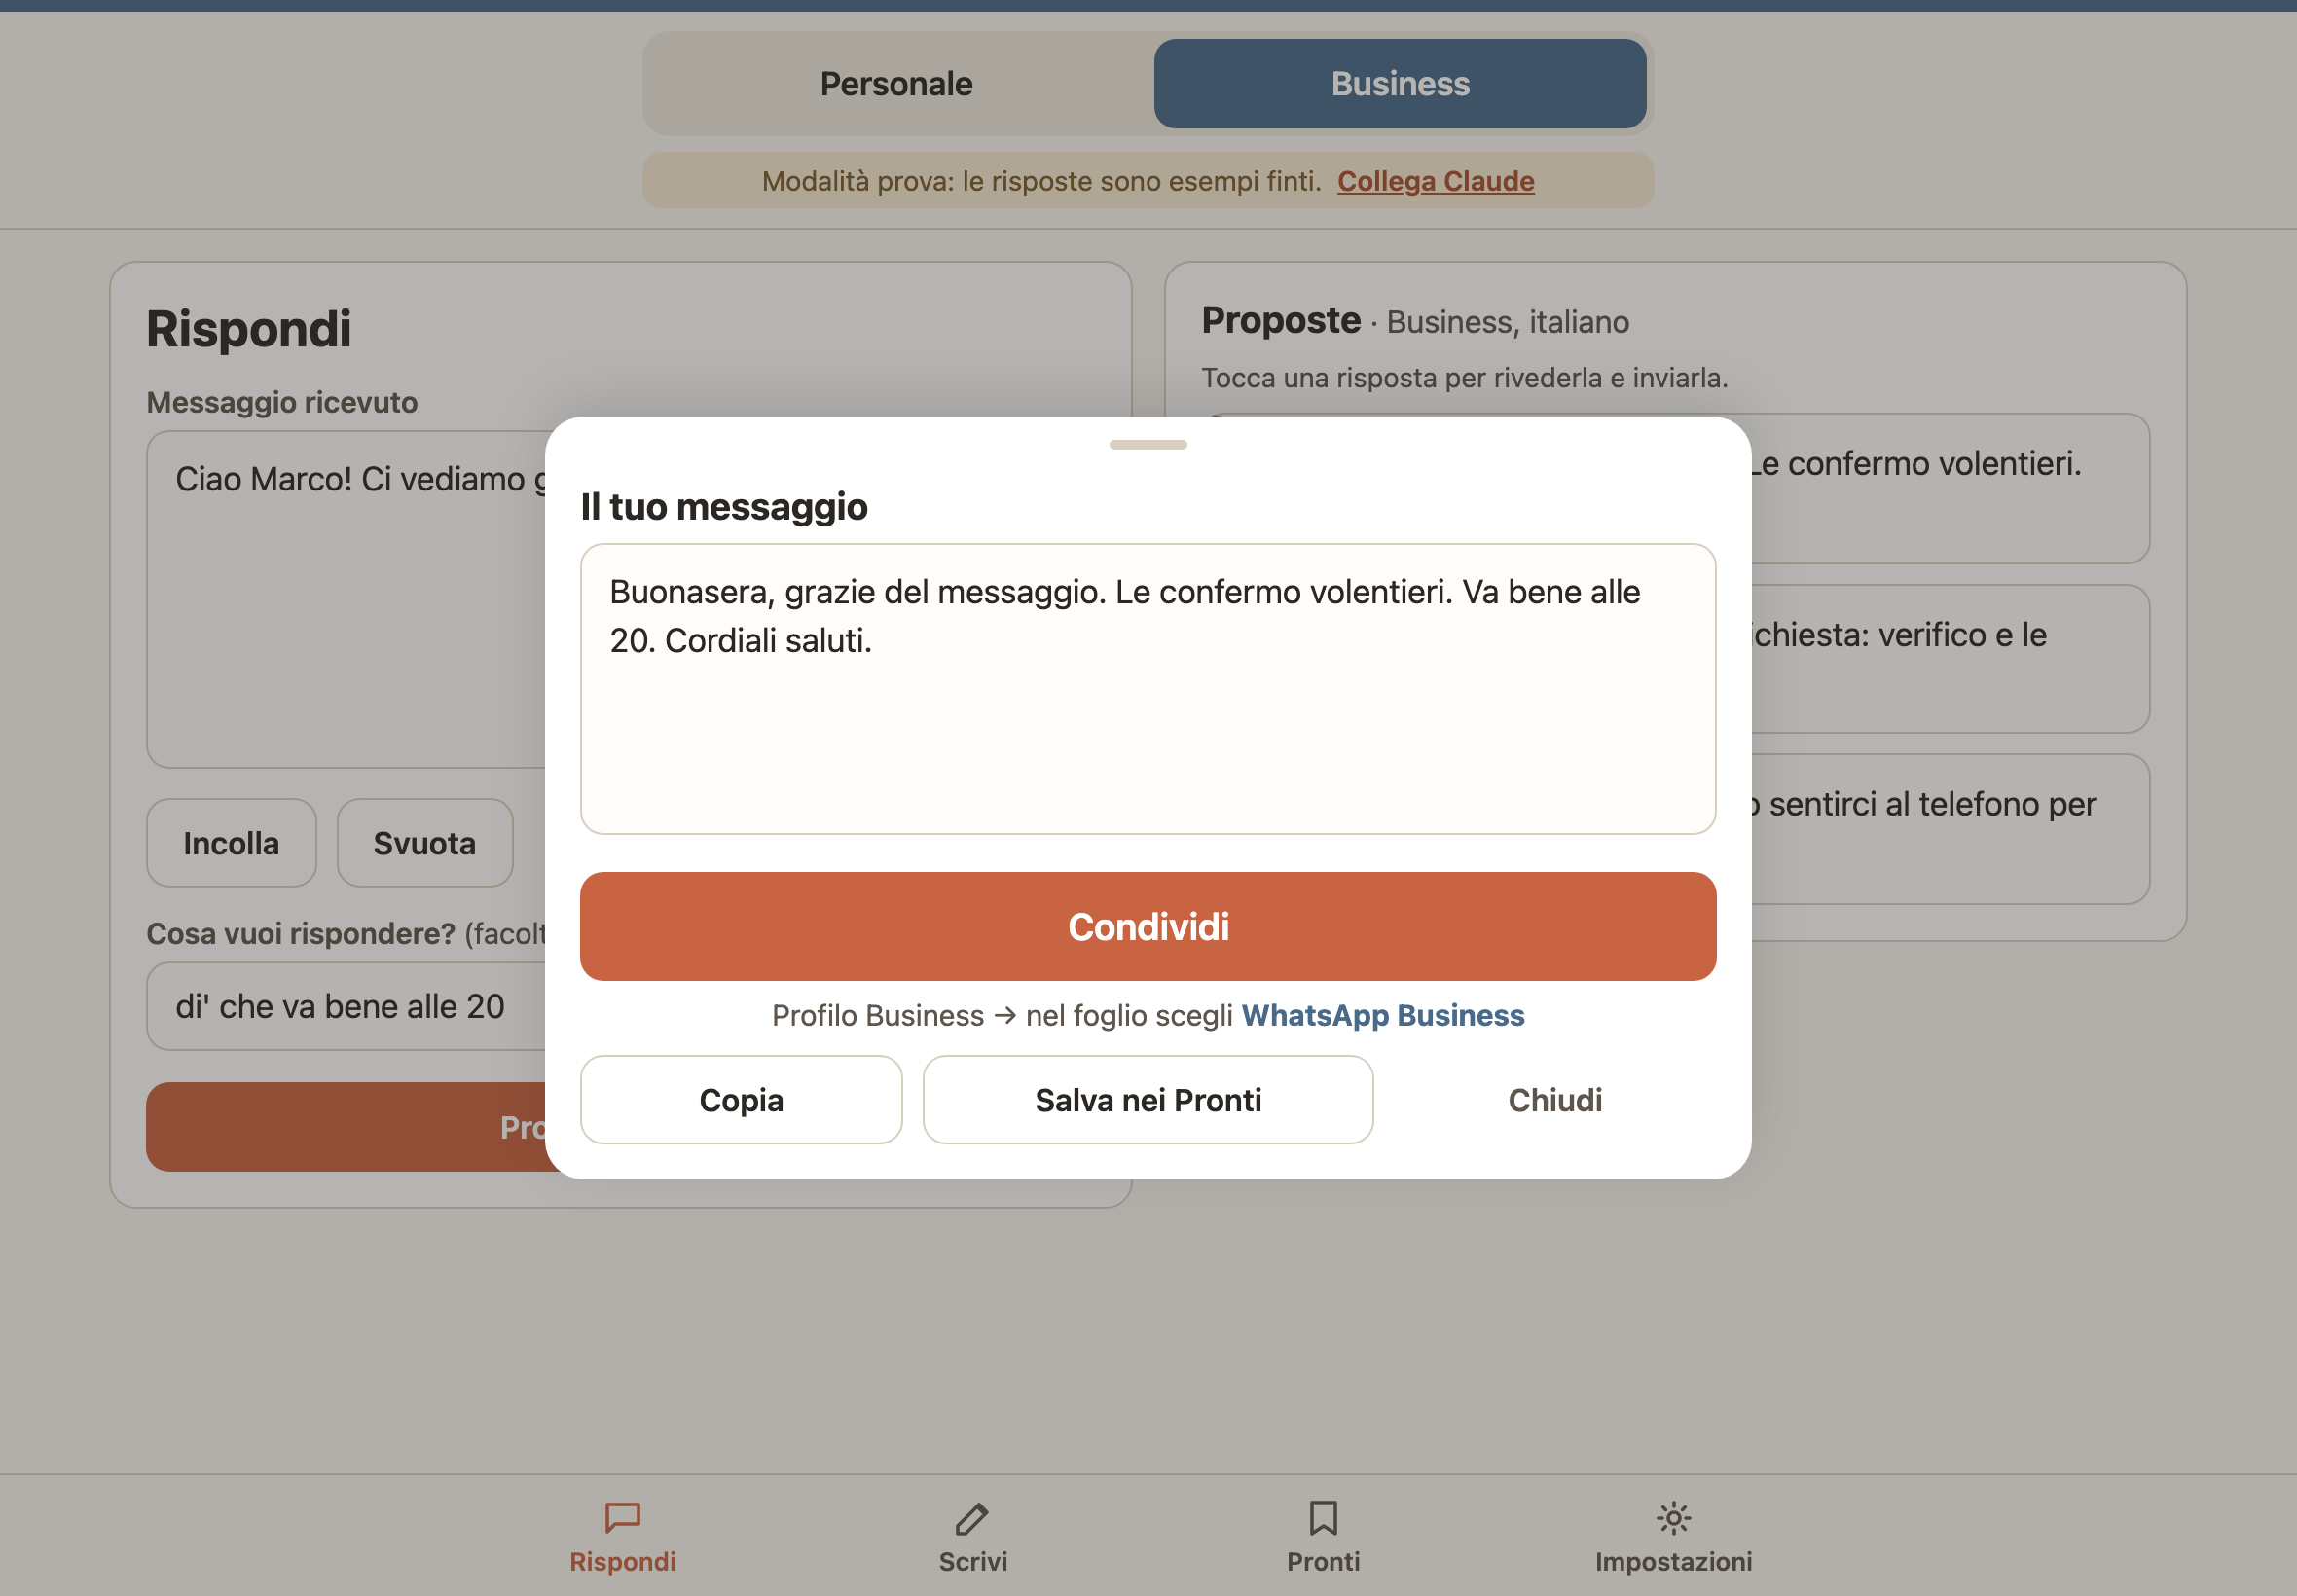 Personale
Business
Modalità prova: le risposte sono esempi finti. Collega Claude
Rispondi
Messaggio ricevuto
Ciao Marco! Ci vediamo
Incolla
Svuota
Cosa vuoi rispondere?
di' che va bene alle 20
Proposte · Business, italiano
Tocca una risposta per rivederla e inviarla.
Le confermo volentieri.
verifico e le
sentirci al telefono per
Il tuo messaggio
Buonasera, grazie del messaggio. Le confermo volentieri. Va bene alle
20. Cordiali saluti.
Condividi
Profilo Business → nel foglio scegli WhatsApp Business
Copia
Salva nei Pronti
Chiudi
Rispondi
Scrivi
Pronti
Impostazioni